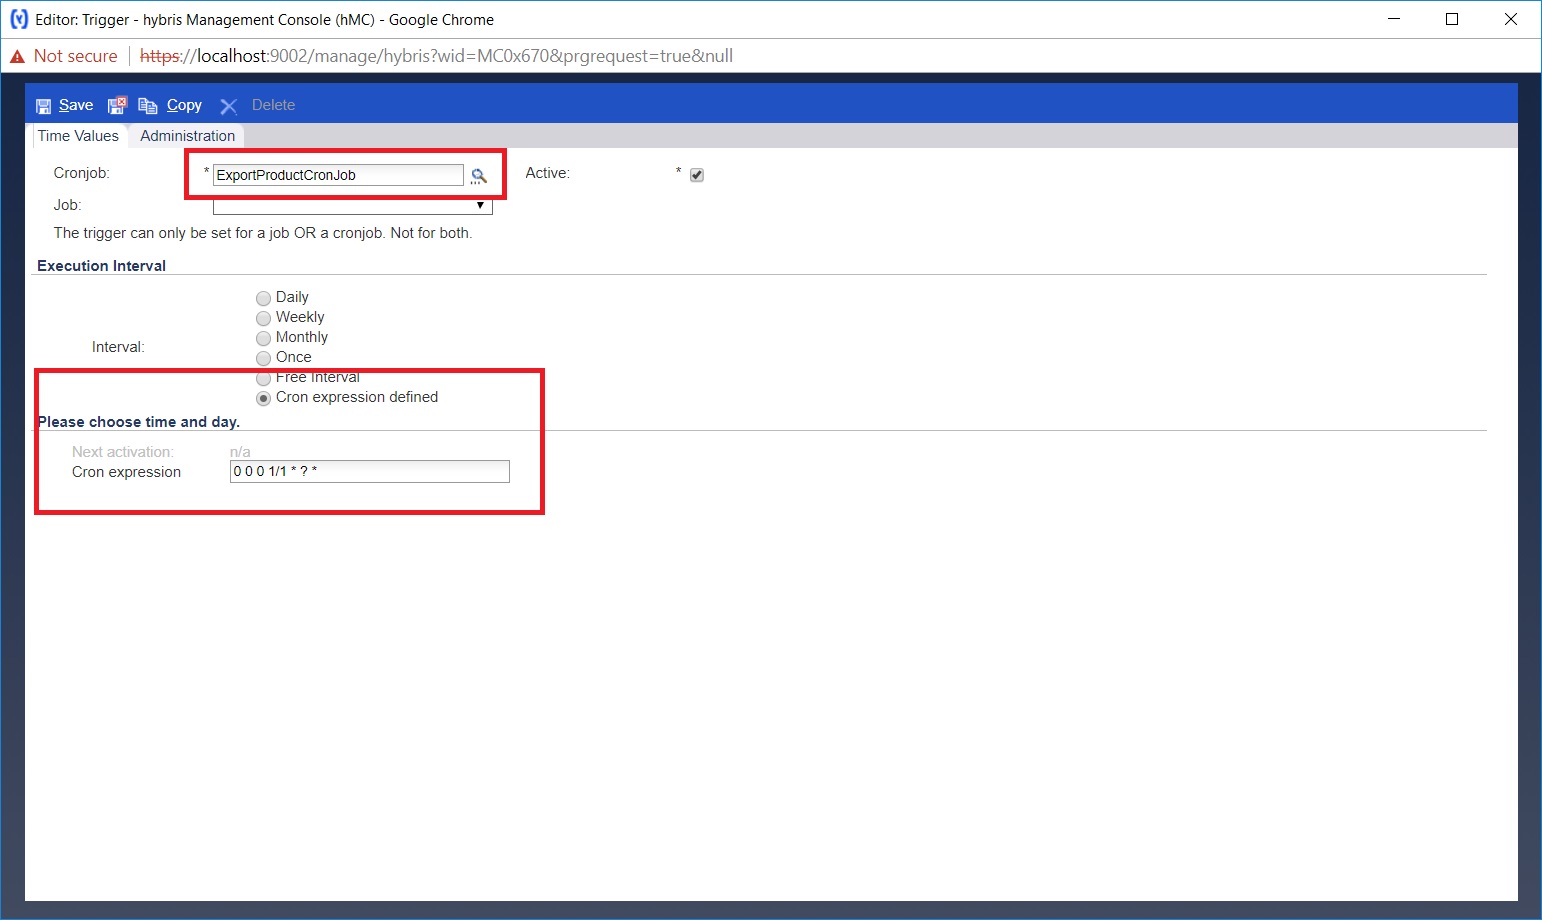 Editor: Trigger - hybris Management Console (hMC) - Google Chrome
Not secure https://localhost:9002/manage/hybris?wid=MC0x670&prgrequest=true&null
Save Copy Delete
Time Values Administration
Cronjob: * ExportProductCronJob Active: *
Job:
The trigger can only be set for a job OR a cronjob. Not for both.
Execution Interval
Daily
Weekly
Monthly
Interval:
Once
Free Interval
Cron expression defined
Please choose time and day.
Next activation: n/a
Cron expression 0 0 0 1/1 * ? *